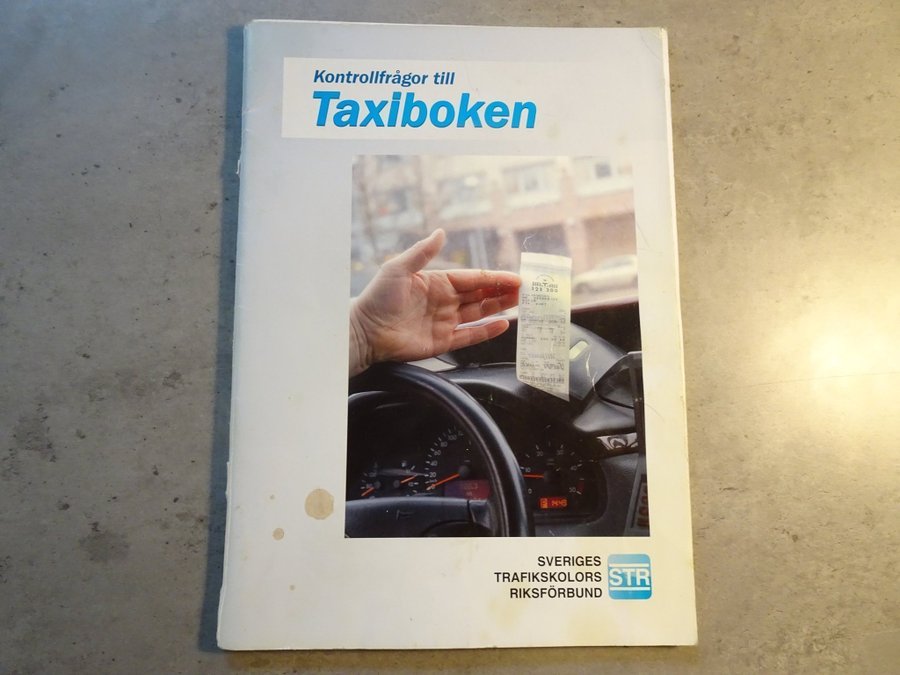 Kontrollfrågor till
Taxiboken
SVERIGES
TRAFIKSKOLORS
RIKSFÖRBUND
STR